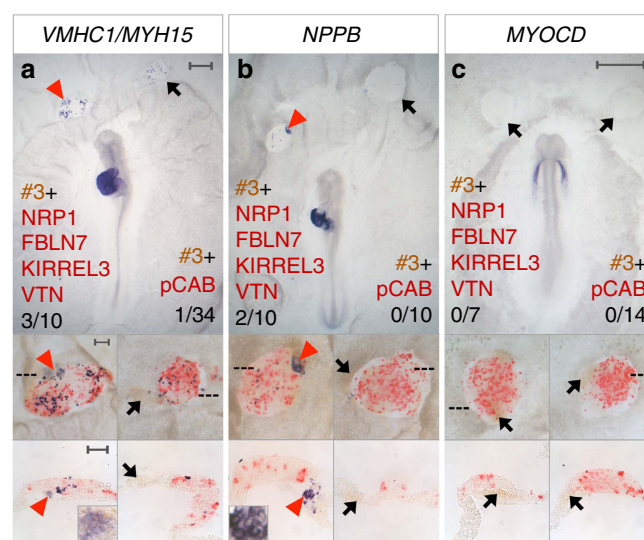 VMHC1/MYH15
NPPB
MYOCD
a
#3+
NRP1
FBLN7
KIRREL3
VTN
3/10
#3+
pCAB
1/34
b
#3+
NRP1
FBLN7
KIRREL3
VTN
2/10
#3+
pCAB
0/10
c
#3+
NRP1
FBLN7
KIRREL3
VTN
0/7
#3+
pCAB
0/14